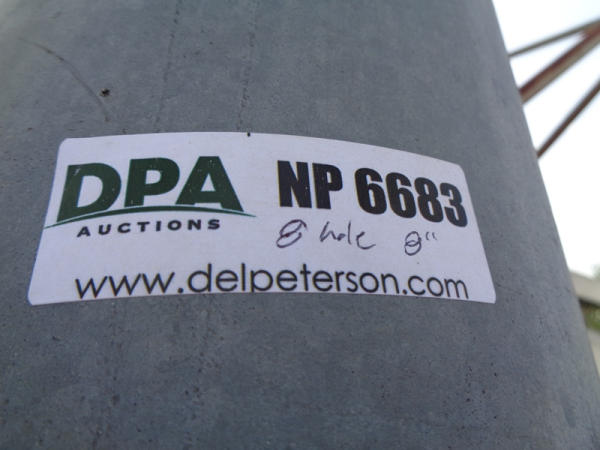 DPA
AUCTIONS
NP 6683
8 hole 8"
www.delpeterson.com